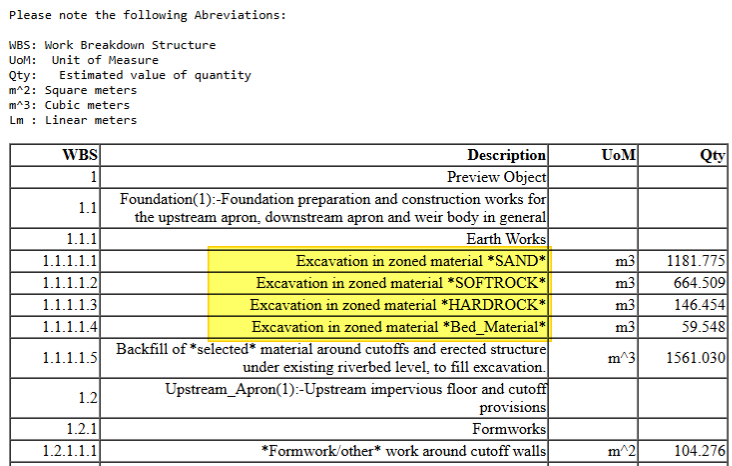 Please note the following Abreviations:
WBS: Work Breakdown Structure
UoM:  Unit of Measure
Qty:   Estimated value of quantity
m^2: Square meters
m^3: Cubic meters
Lm : Linear meters
WBS Description UoM Qty
1 Preview Object
1.1 Foundation(1):-Foundation preparation and construction works for
the upstream apron, downstream apron and weir body in general
1.1.1 Earth Works
1.1.1.1.1 Excavation in zoned material *SAND* m3 1181.775
1.1.1.1.2 Excavation in zoned material *SOFTROCK* m3 664.509
1.1.1.1.3 Excavation in zoned material *HARDROCK* m3 146.454
1.1.1.1.4 Excavation in zoned material *Bed_Material* m3 59.548
1.1.1.1.5 Backfill of *selected* material around cutoffs and erected structure
under existing riverbed level, to fill excavation. m^3 1561.030
1.2 Upstream_Apron(1):-Upstream impervious floor and cutoff
provisions
1.2.1 Formworks
1.2.1.1.1 *Formwork/other* work around cutoff walls m^2 104.276